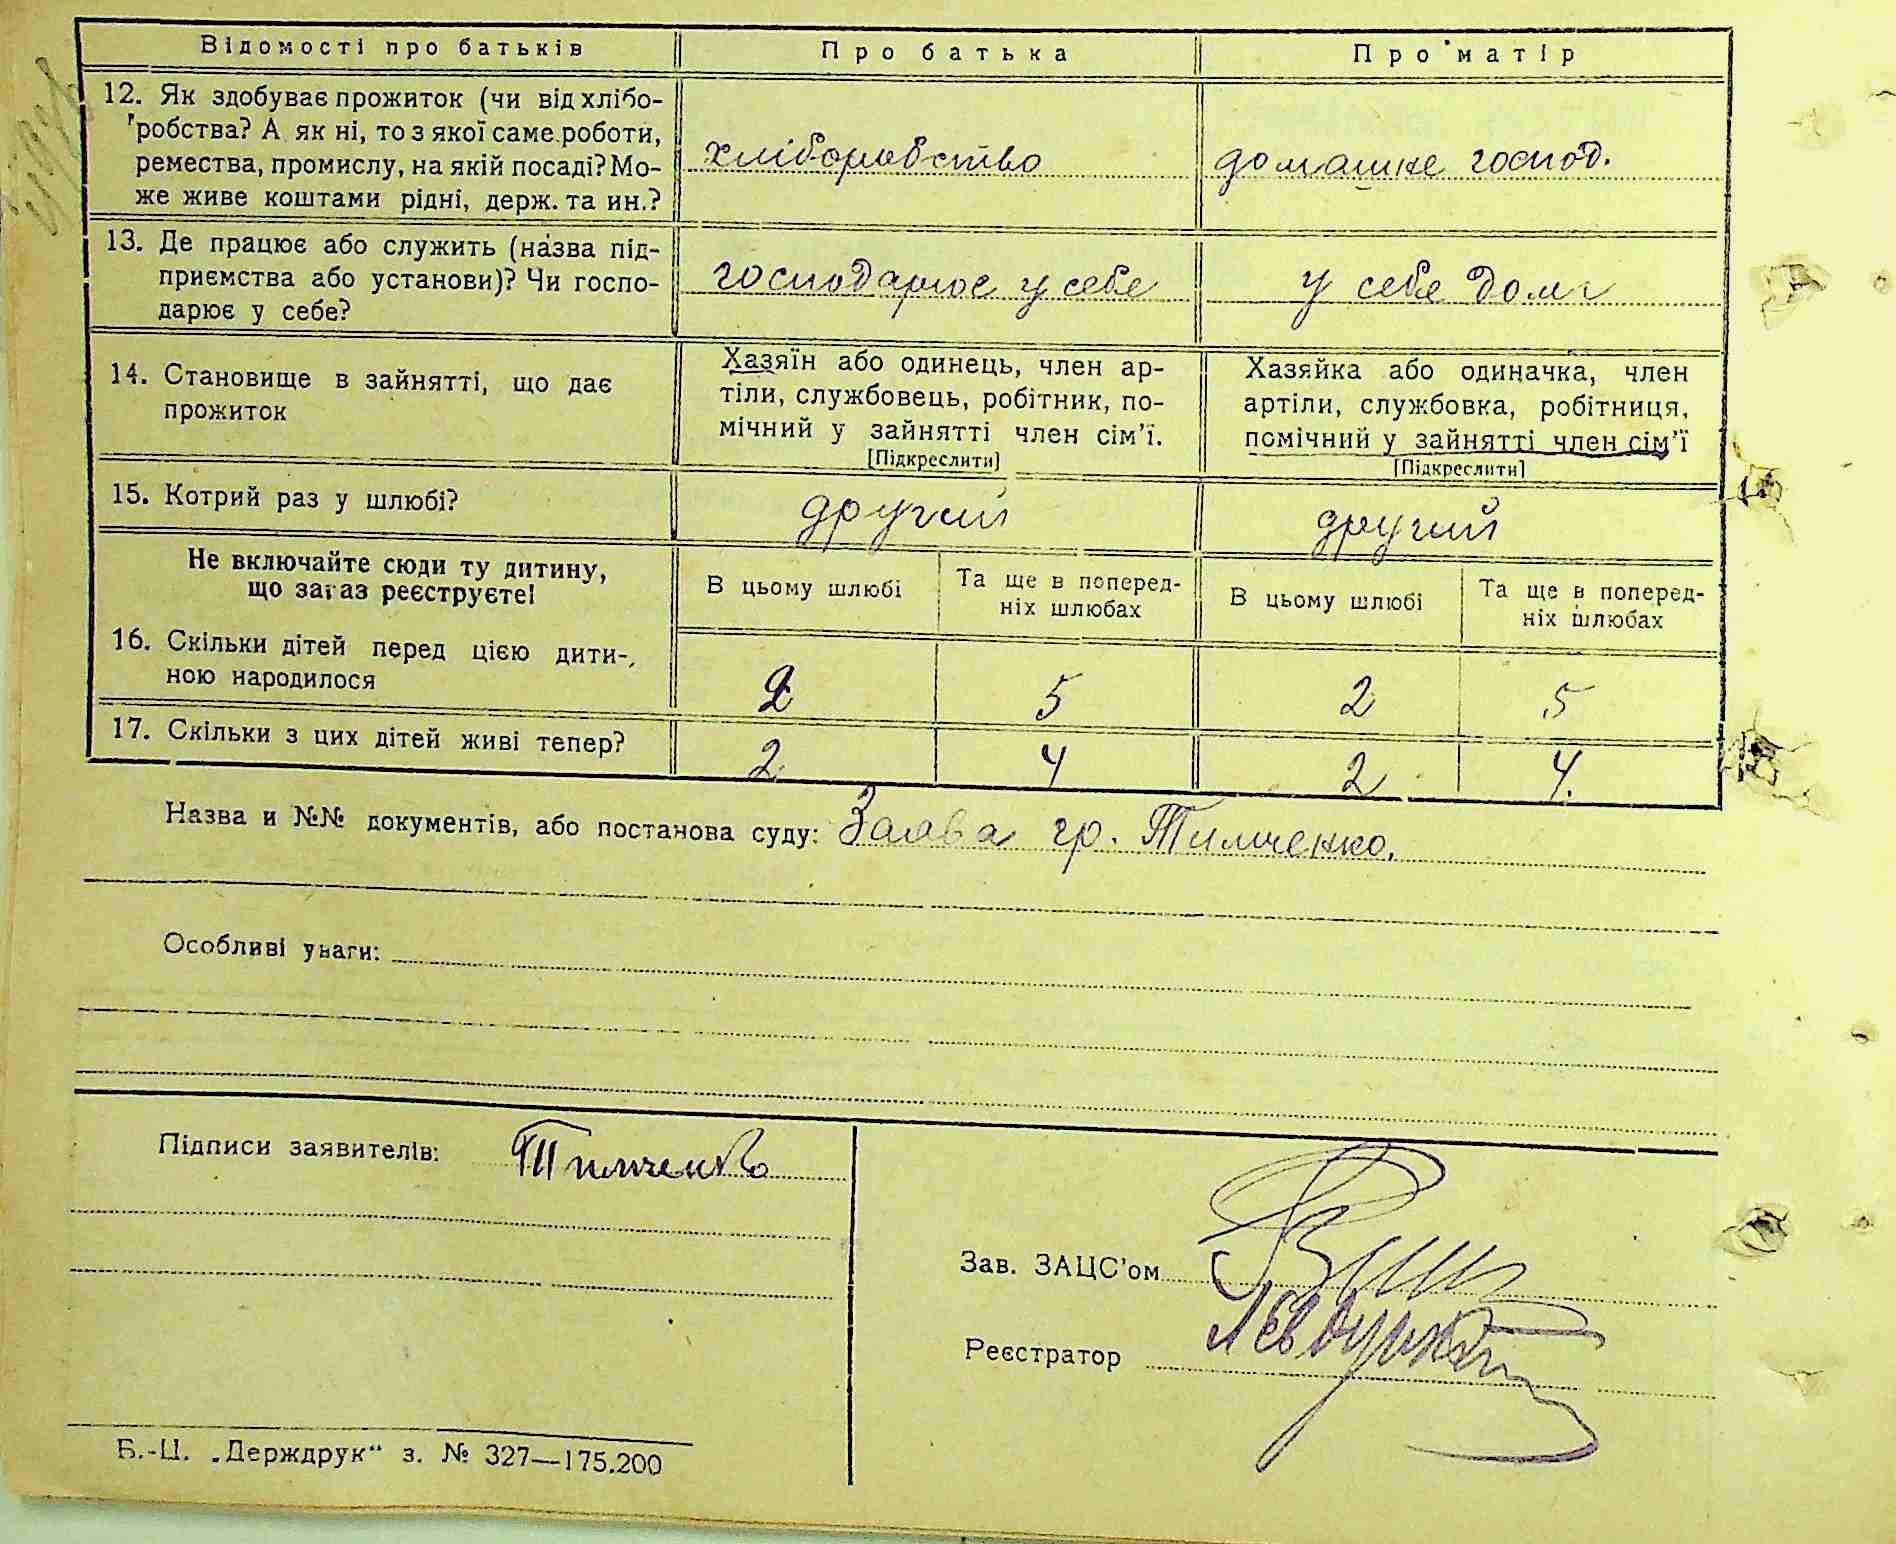 Відомості про батьків Про батька Про матір
12. Як здобуває прожиток (чи від хлібо-
робства? А як ні, то з якої саме роботи,
ремества, промислу, на якій посаді? Мо-
же живе коштами рідні, держ. та ин.?
хліборобство
домашне господ.
13. Де працює або служить (назва під-
приємства або установи)? Чи госпо-
дарює у себе?
господарює у себе
у себе дома
14. Становище в зайнятті, що дає
прожиток
Хазяїн або одинець, член ар-
тіли, службовець, робітник, по-
мічний у зайнятті член сім'ї.
[Підкреслити]
Хазяйка або одиначка, член
артіли, службовка, робітниця,
помічний у зайнятті член сім'ї
[Підкреслити]
15. Котрий раз у шлюбі? другий другий
Не включайте сюди ту дитину,
що зараз реєструєте!
В цьому шлюбі
Та ще в поперед-
ніх шлюбах
В цьому шлюбі
Та ще в поперед-
ніх шлюбах
16. Скільки дітей перед цією дити-
ною народилося
2 5 2 5
17. Скільки з цих дітей живі тепер? 2 4 2 4.
Назва и №№ документів, або постанова суду: Заява гр. Тимченко.
Особливі уваги:
Підписи заявителів: Тимченко
Зав. ЗАЦС'ом
Реєстратор
Б.-Ц. „Держдрук“ з. № 327—175.200